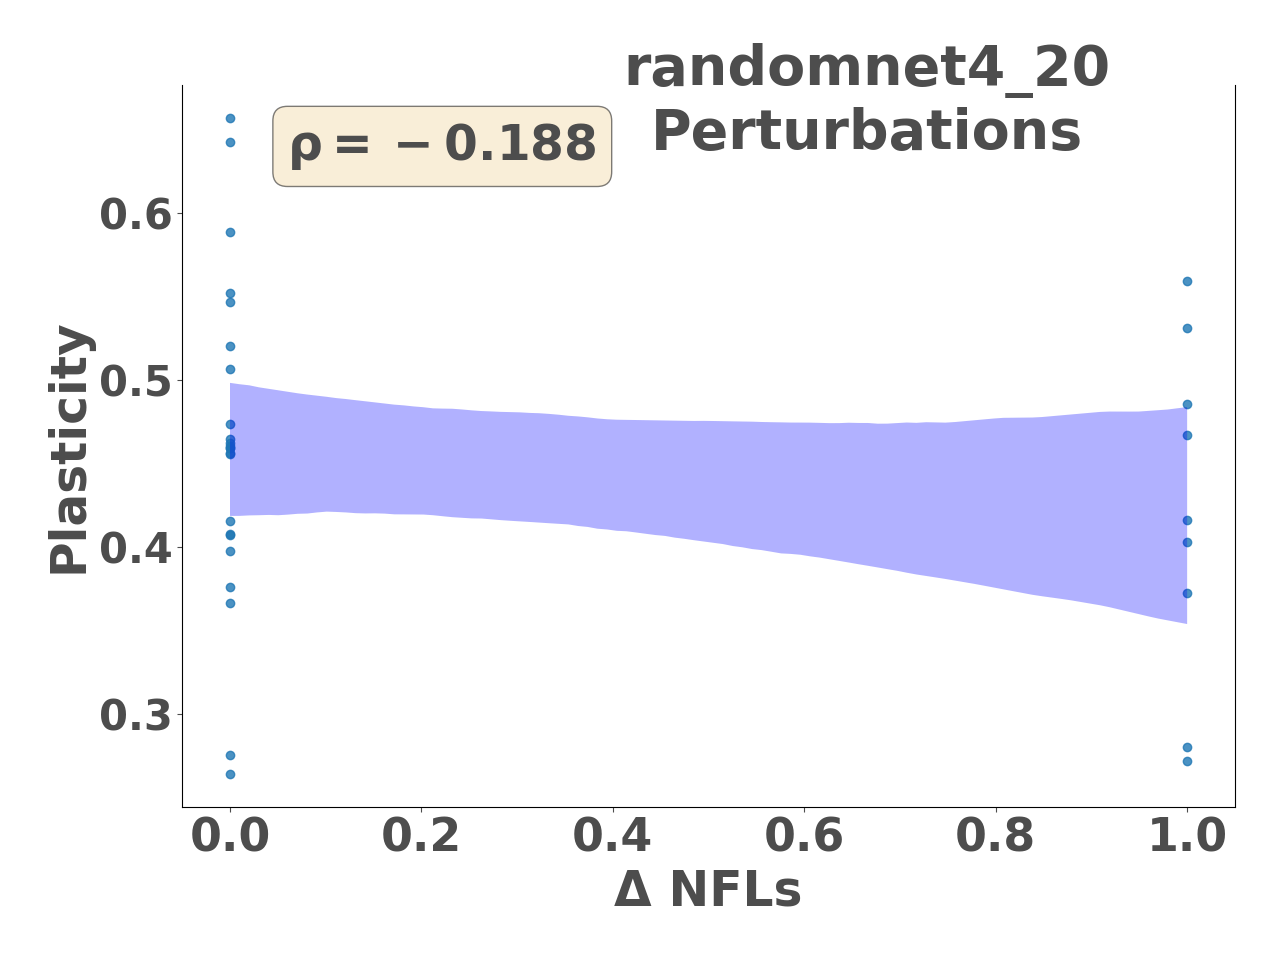 randomnet4_20
Perturbations
ρ = − 0.188
Plasticity
0.6
0.5
0.4
0.3
0.0 0.2 0.4 0.6 0.8 1.0
Δ NFLs